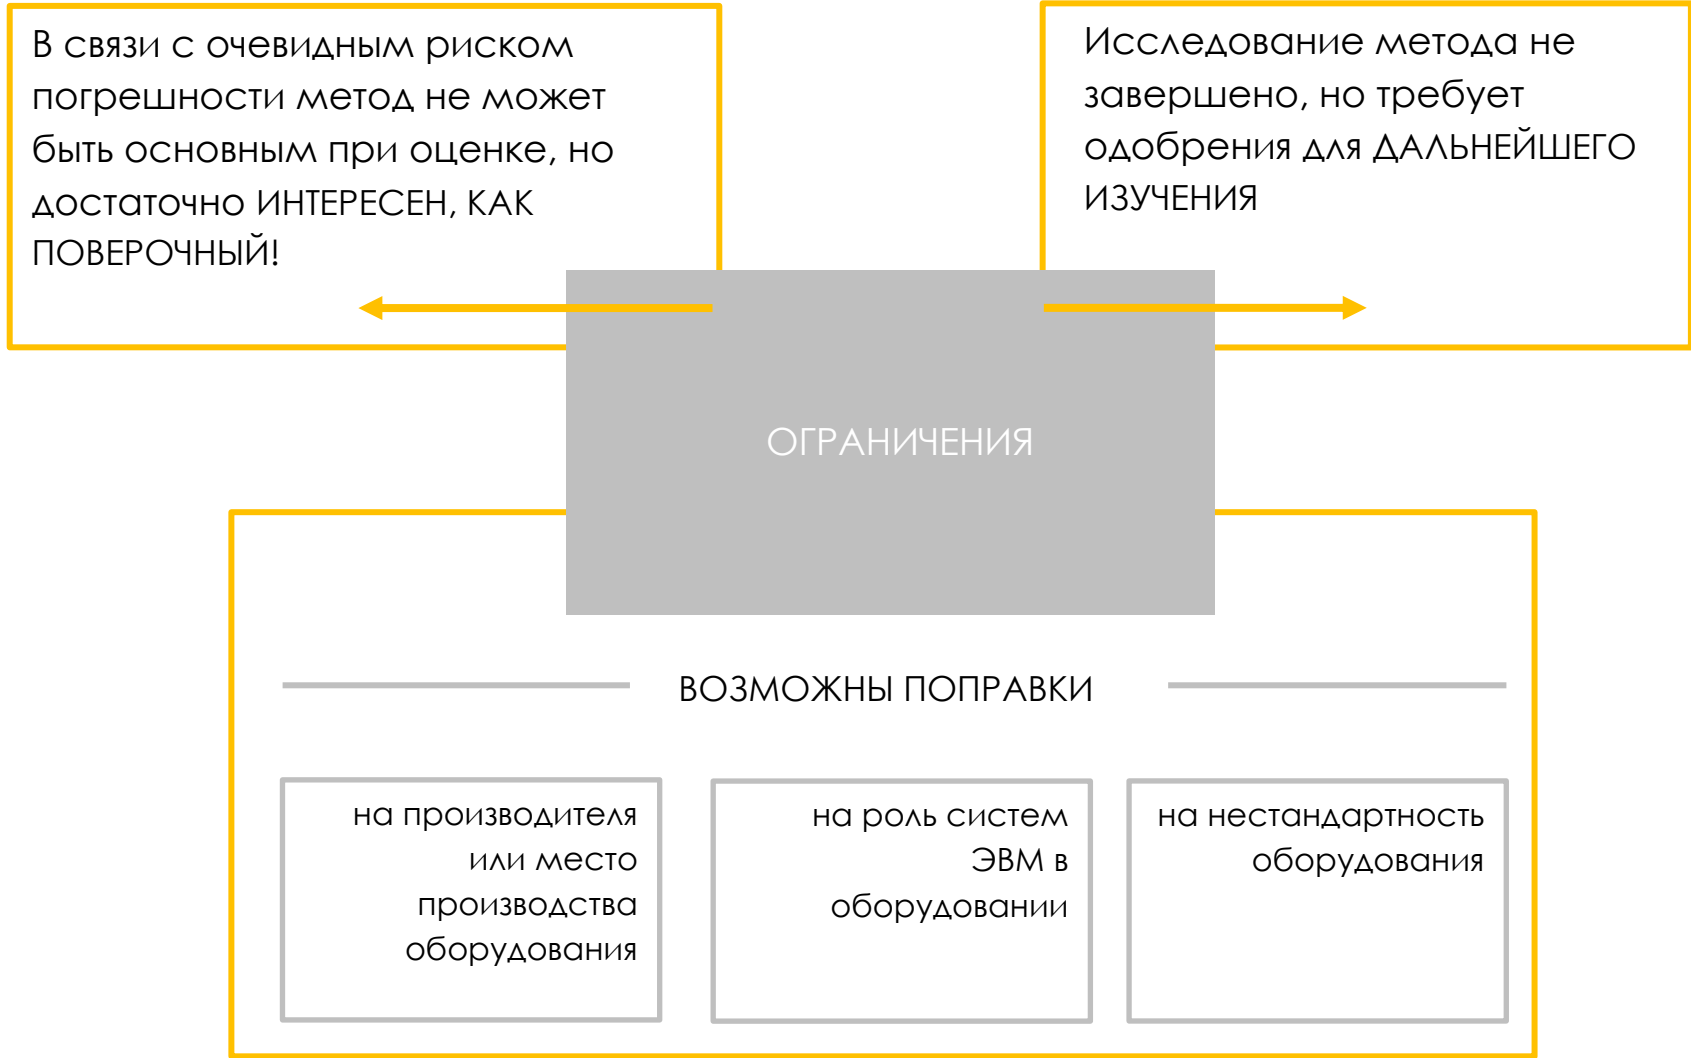 В связи с очевидным риском
погрешности метод не может
быть основным при оценке, но
достаточно ИНТЕРЕСЕН, КАК
ПОВЕРОЧНЫЙ!
Исследование метода не
завершено, но требует
одобрения для ДАЛЬНЕЙШЕГО
ИЗУЧЕНИЯ
ОГРАНИЧЕНИЯ
ВОЗМОЖНЫ ПОПРАВКИ
на производителя
или место
производства
оборудования
на роль систем
ЭВМ в
оборудовании
на нестандартность
оборудования